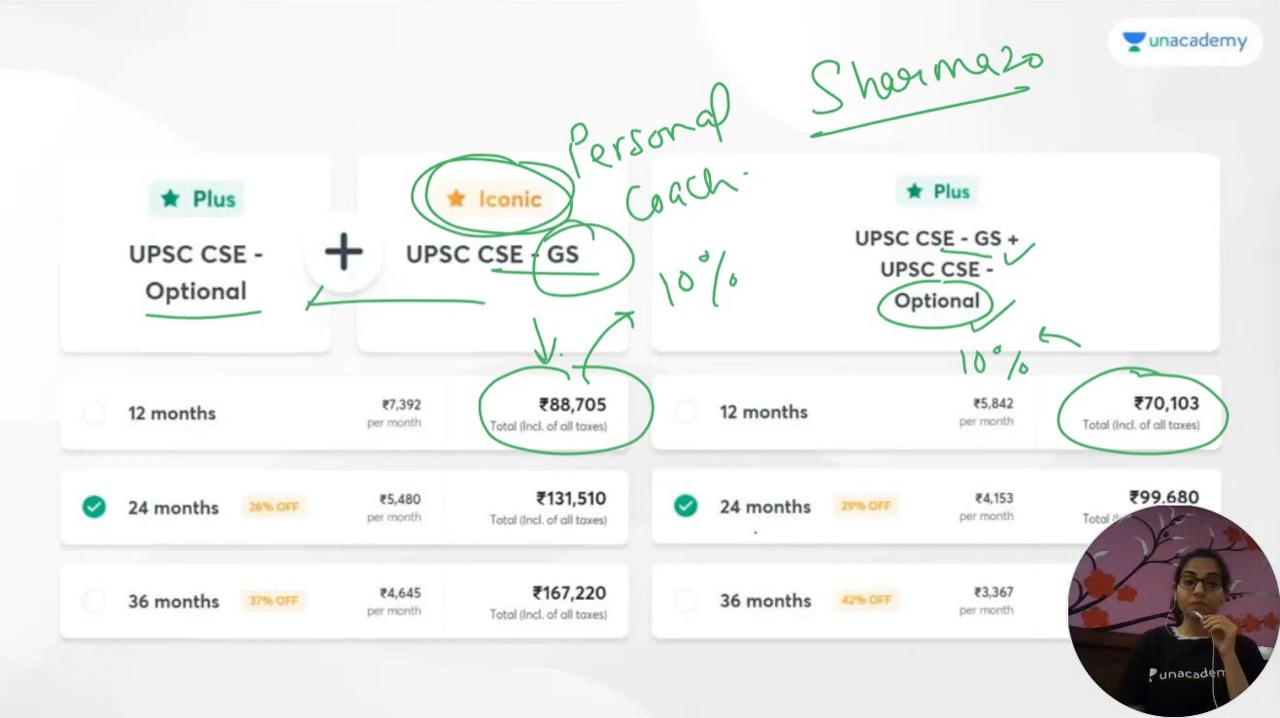 unacademy
Sharma20
Personal
coach.
Plus
UPSC CSE -
Optional
+
Iconic
UPSC CSE - GS
10%
Plus
UPSC CSE - GS +
UPSC CSE -
Optional
10%
12 months ₹7,392 per month ₹88,705 Total (Incl. of all taxes)
24 months 26% OFF ₹5,480 per month ₹131,510 Total (Incl. of all taxes)
36 months 37% OFF ₹4,645 per month ₹167,220 Total (Incl. of all taxes)
12 months ₹5,842 per month ₹70,103 Total (Incl. of all taxes)
24 months 29% OFF ₹4,153 per month ₹99,680 Total
36 months 42% OFF ₹3,367 per month
unacademy